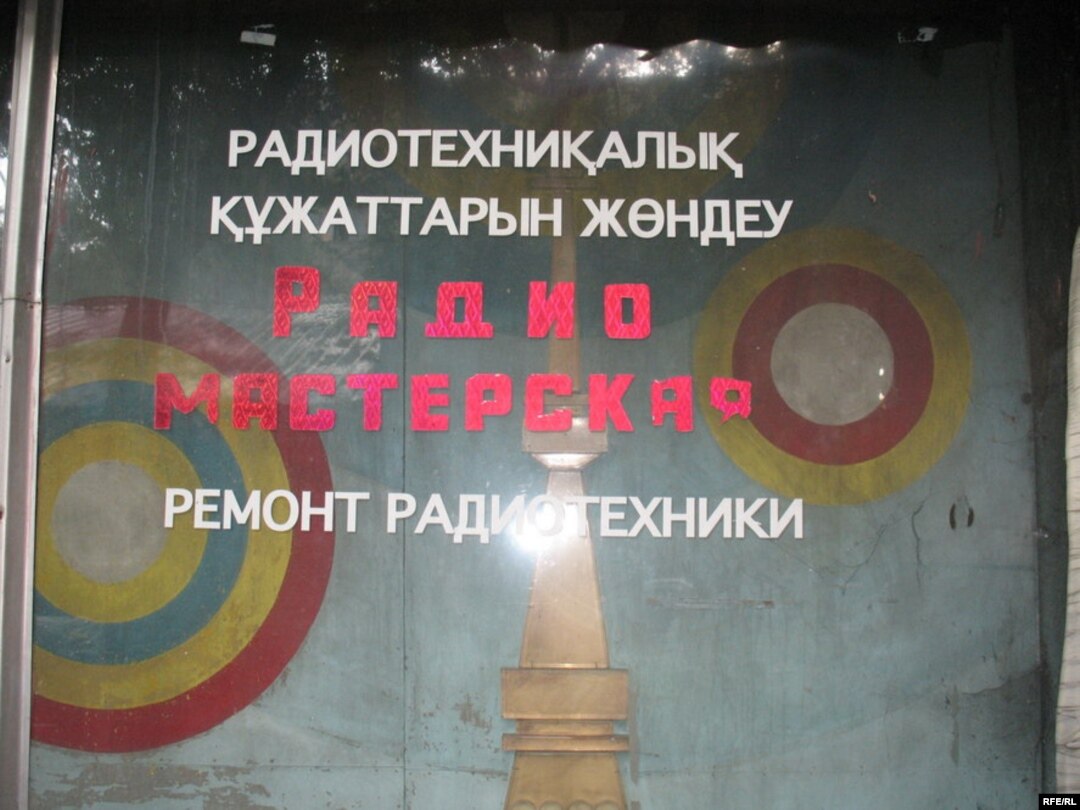 РАДИОТЕХНИҚАЛЫҚ
ҚҰЖАТТАРЫН ЖӨНДЕУ
РАДИО
МАСТЕРСКАЯ
РЕМОНТ РАДИОТЕХНИКИ
RFE/RL